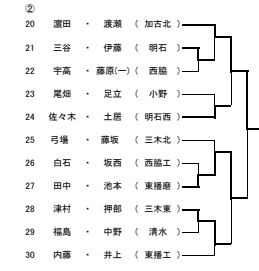 ②
20 濵田 ・ 渡瀬 ( 加古北 )
21 三谷 ・ 伊藤 ( 明石 )
22 宇高 ・ 藤原(一) ( 西脇 )
23 尾畑 ・ 足立 ( 小野 )
24 佐々木 ・ 土居 ( 明石西 )
25 弓場 ・ 藤坂 ( 三木北 )
26 白石 ・ 坂西 ( 西脇工 )
27 田中 ・ 池本 ( 東播磨 )
28 津村 ・ 押部 ( 三木東 )
29 福島 ・ 中野 ( 清水 )
30 内藤 ・ 井上 ( 東播工 )